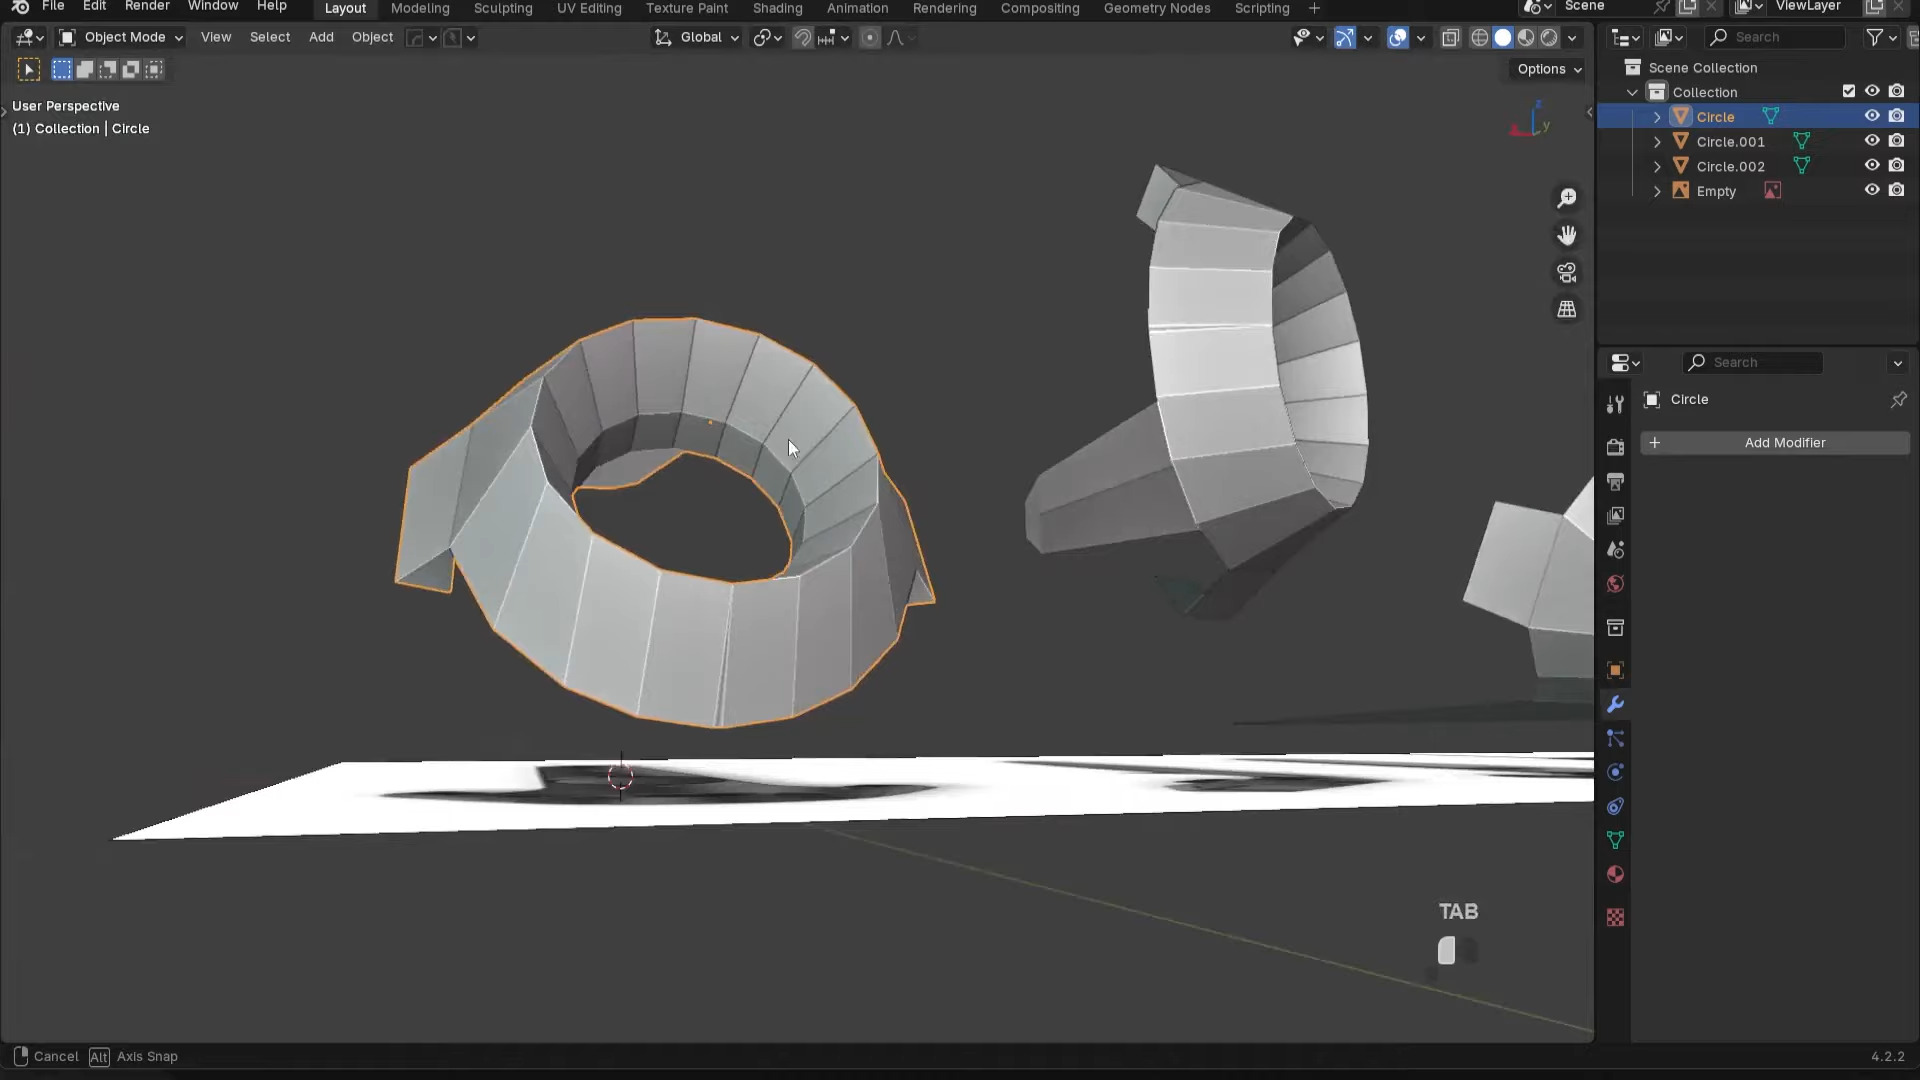 File Edit Render Window Help Layout Modeling Sculpting UV Editing Texture Paint Shading Animation Rendering Compositing Geometry Nodes Scripting + Scene ViewLayer
Object Mode View Select Add Object Global Search
Options
User Perspective
(1) Collection | Circle
Scene Collection
Collection
Circle
Circle.001
Circle.002
Empty
Search
Circle
+ Add Modifier
z
y
TAB
Cancel Alt Axis Snap 4.2.2